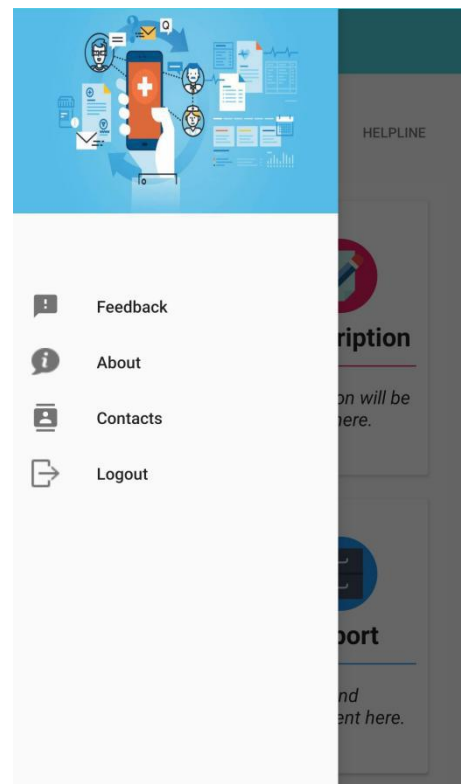 Q
HELPLINE
Feedback
ription
About
on will be
Contacts
here.
Logout
port
nd
ent here.